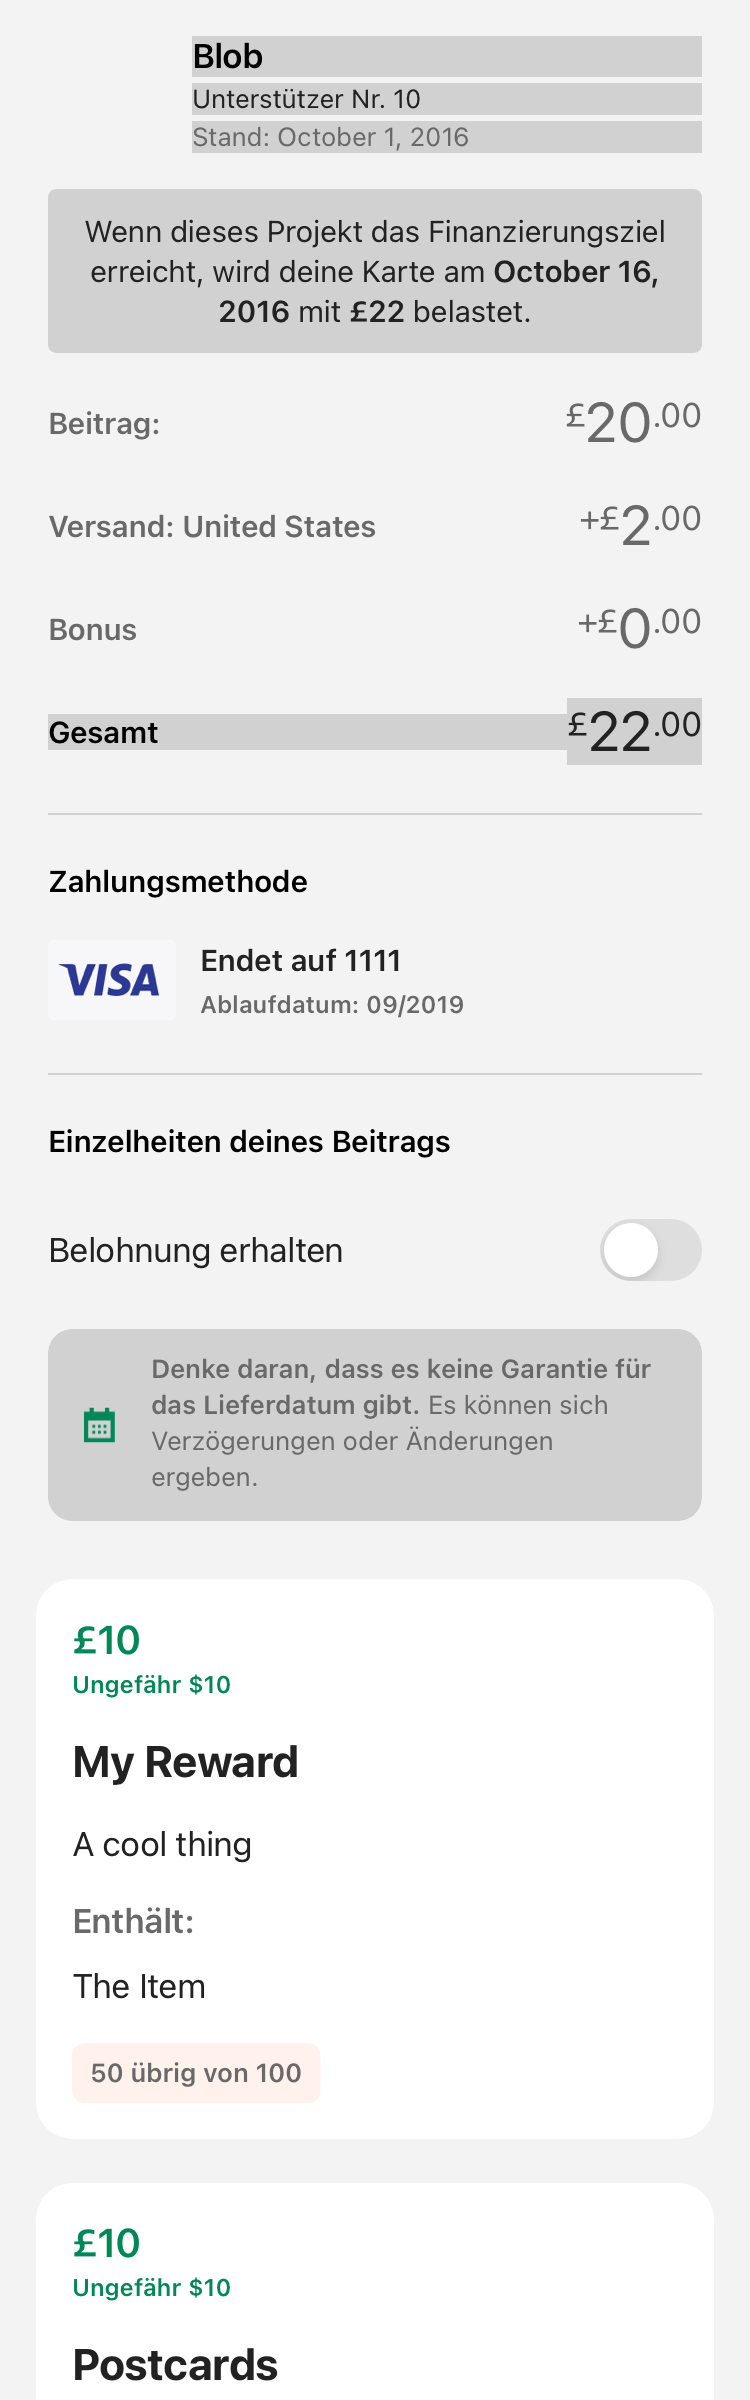 Blob
Unterstützer Nr. 10
Stand: October 1, 2016
Wenn dieses Projekt das Finanzierungsziel
erreicht, wird deine Karte am October 16,
2016 mit £22 belastet.
Beitrag: £20.00
Versand: United States +£2.00
Bonus +£0.00
Gesamt £22.00
Zahlungsmethode
VISA
Endet auf 1111
Ablaufdatum: 09/2019
Einzelheiten deines Beitrags
Belohnung erhalten
Denke daran, dass es keine Garantie für
das Lieferdatum gibt. Es können sich
Verzögerungen oder Änderungen
ergeben.
£10
Ungefähr $10
My Reward
A cool thing
Enthält:
The Item
50 übrig von 100
£10
Ungefähr $10
Postcards